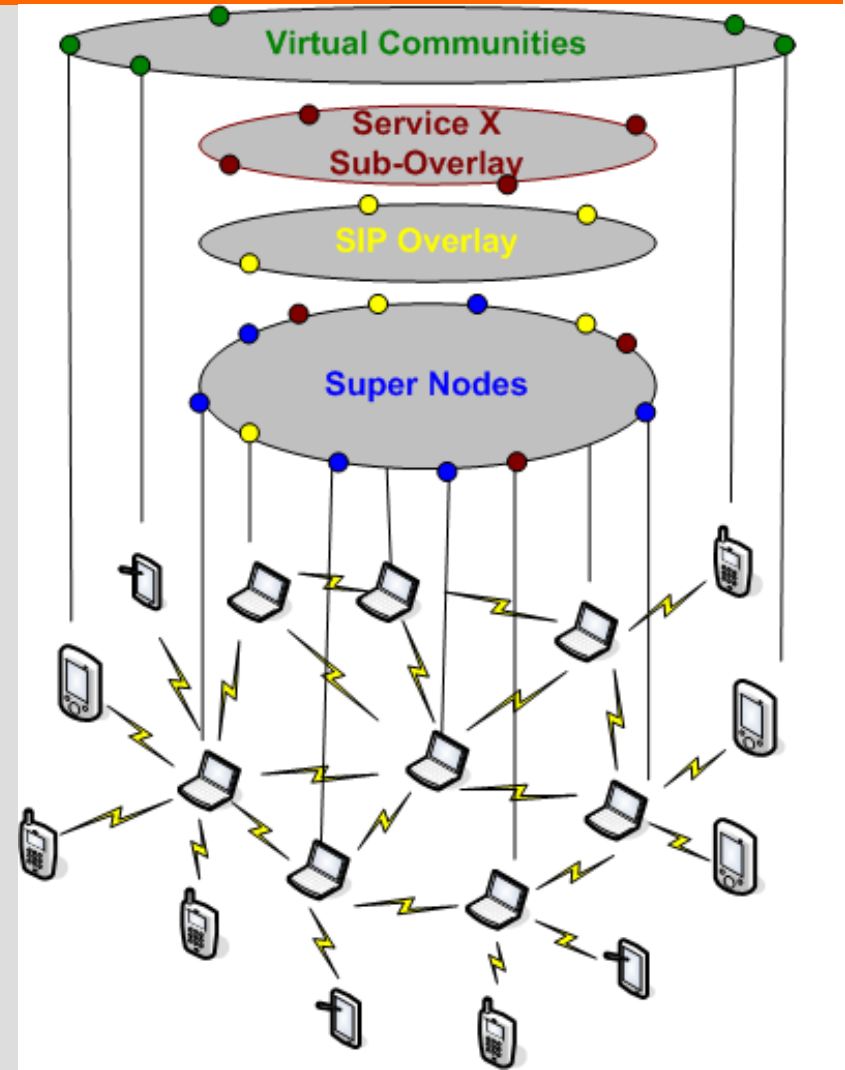 Virtual Communities
Service X
Sub-Overlay
SIP Overlay
Super Nodes